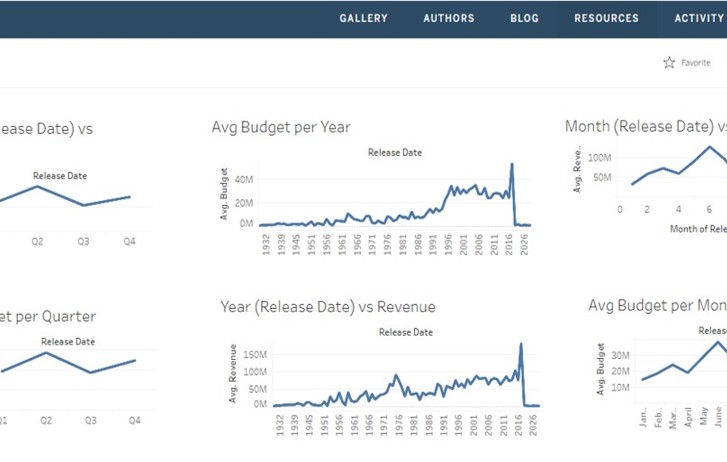 GALLERY AUTHORS BLOG RESOURCES ACTIVITY
Favorite
ease Date) vs
Release Date
Q2 Q3 Q4
Avg Budget per Year
Release Date
Avg. Budget
40M
20M
0M
1932 1939 1945 1951 1956 1961 1966 1971 1976 1981 1986 1991 1996 2001 2006 2011 2016 2026
Month (Release Date) vs
Avg. Reve..
100M
50M
0 2 4 6
Month of Rele
et per Quarter
Release Date
Q1 Q2 Q3 Q4
Year (Release Date) vs Revenue
Release Date
Avg. Revenue
150M
100M
50M
0M
1932 1939 1945 1951 1956 1961 1966 1971 1976 1981 1986 1991 1996 2001 2006 2011 2016 2026
Avg Budget per Mon
Releas
Avg. Budget
30M
20M
10M
Jan.. Feb.. Mar.. April May June